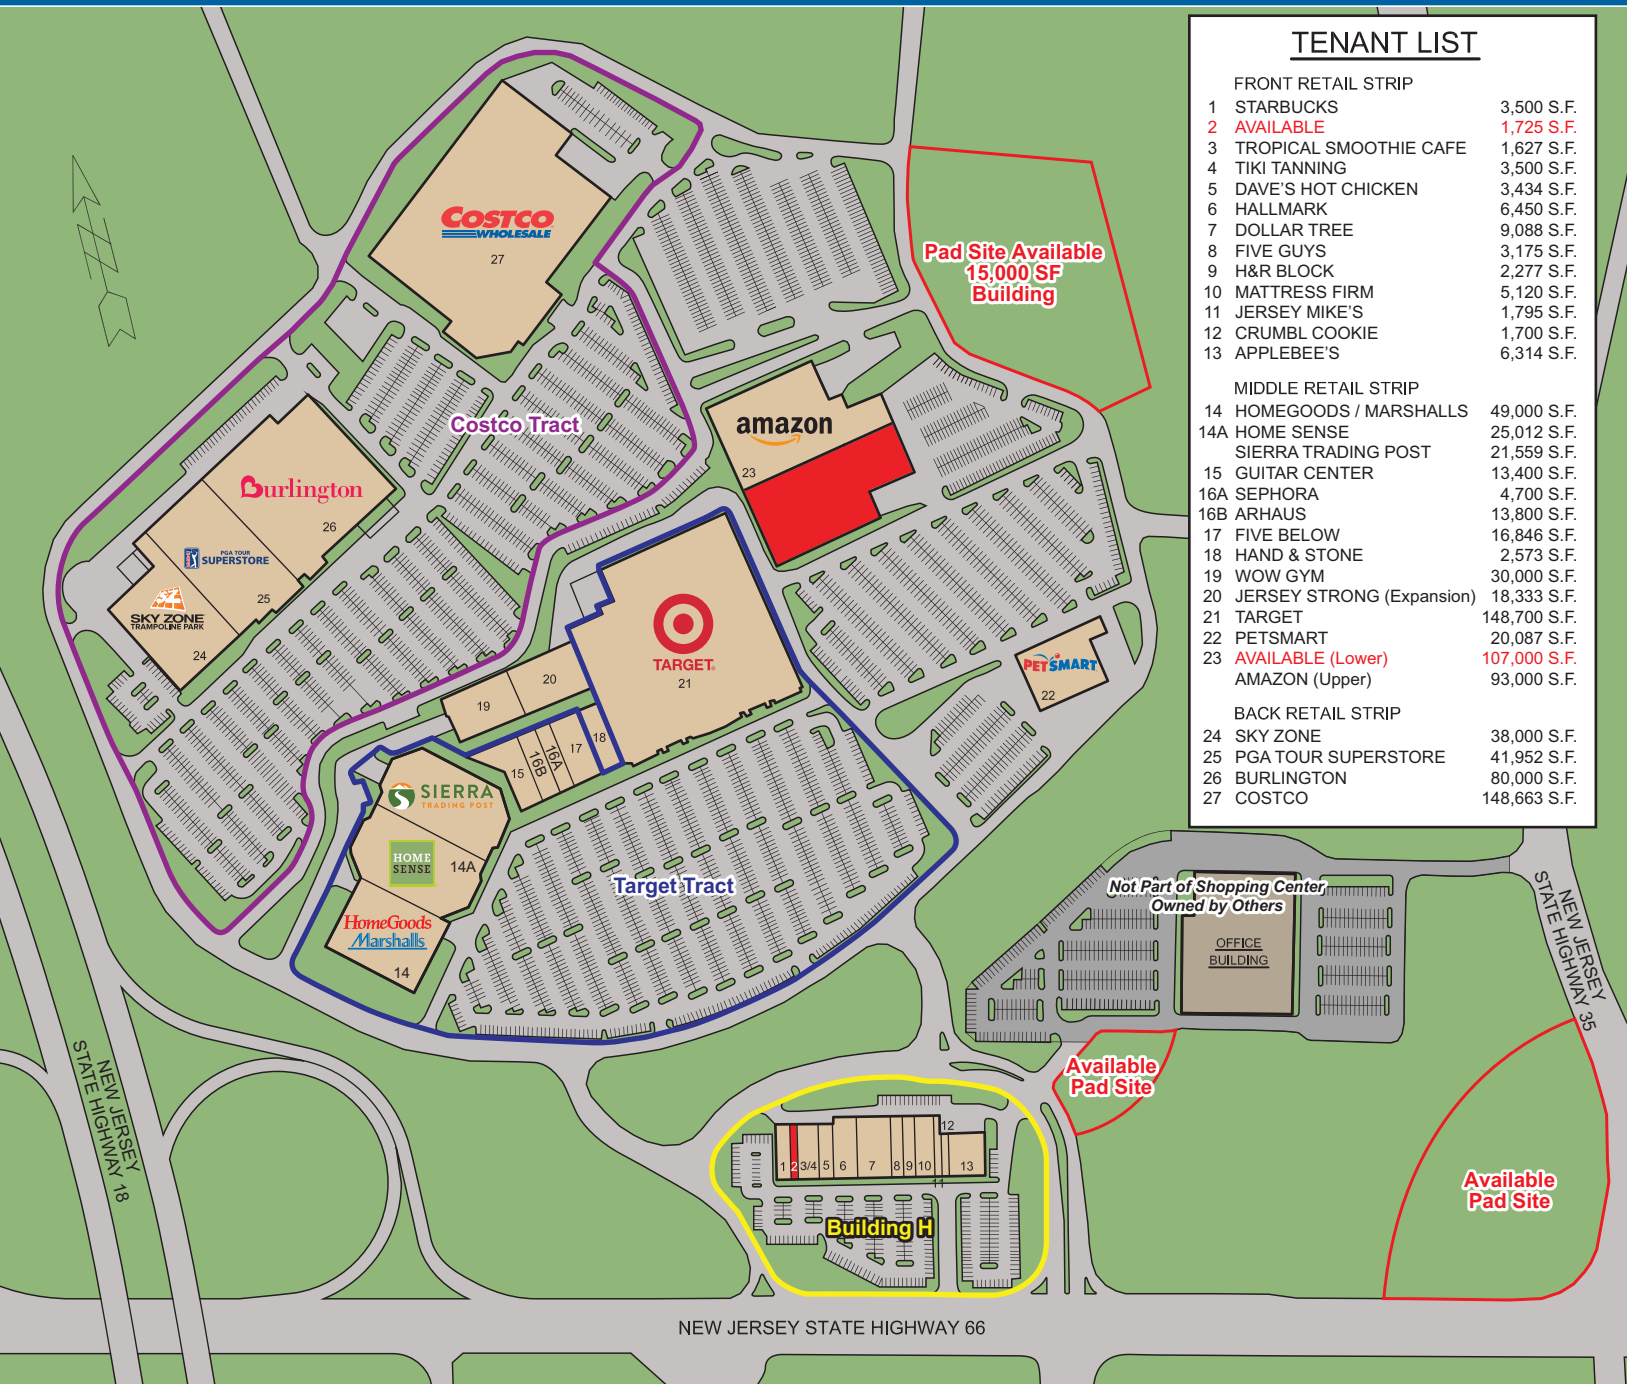 TENANT LIST
FRONT RETAIL STRIP
1 STARBUCKS 3,500 S.F.
2 AVAILABLE 1,725 S.F.
3 TROPICAL SMOOTHIE CAFE 1,627 S.F.
4 TIKI TANNING 3,500 S.F.
5 DAVE'S HOT CHICKEN 3,434 S.F.
6 HALLMARK 6,450 S.F.
7 DOLLAR TREE 9,088 S.F.
8 FIVE GUYS 3,175 S.F.
9 H&R BLOCK 2,277 S.F.
10 MATTRESS FIRM 5,120 S.F.
11 JERSEY MIKE'S 1,795 S.F.
12 CRUMBL COOKIE 1,700 S.F.
13 APPLEBEE'S 6,314 S.F.
MIDDLE RETAIL STRIP
14 HOMEGOODS / MARSHALLS 49,000 S.F.
14A HOME SENSE 25,012 S.F.
SIERRA TRADING POST 21,559 S.F.
15 GUITAR CENTER 13,400 S.F.
16A SEPHORA 4,700 S.F.
16B ARHAUS 13,800 S.F.
17 FIVE BELOW 16,846 S.F.
18 HAND & STONE 2,573 S.F.
19 WOW GYM 30,000 S.F.
20 JERSEY STRONG (Expansion) 18,333 S.F.
21 TARGET 148,700 S.F.
22 PETSMART 20,087 S.F.
23 AVAILABLE (Lower) 107,000 S.F.
AMAZON (Upper) 93,000 S.F.
BACK RETAIL STRIP
24 SKY ZONE 38,000 S.F.
25 PGA TOUR SUPERSTORE 41,952 S.F.
26 BURLINGTON 80,000 S.F.
27 COSTCO 148,663 S.F.
COSTCO
WHOLESALE
27
Pad Site Available
15,000 SF
Building
Costco Tract
amazon
23
Burlington
26
PGA TOUR
SUPERSTORE
25
SKY ZONE
TRAMPOLINE PARK
24
TARGET
21
20
19
18
17
16A
16B
15
PETSMART
22
SIERRA
TRADING POST
HOME
SENSE
14A
HomeGoods
Marshalls
14
Target Tract
Not Part of Shopping Center
Owned by Others
OFFICE
BUILDING
NEW JERSEY
STATE HIGHWAY 35
NEW JERSEY
STATE HIGHWAY 18
Available
Pad Site
Available
Pad Site
12
1 2 3/4 5 6 7 8 9 10 13
11
Building H
NEW JERSEY STATE HIGHWAY 66